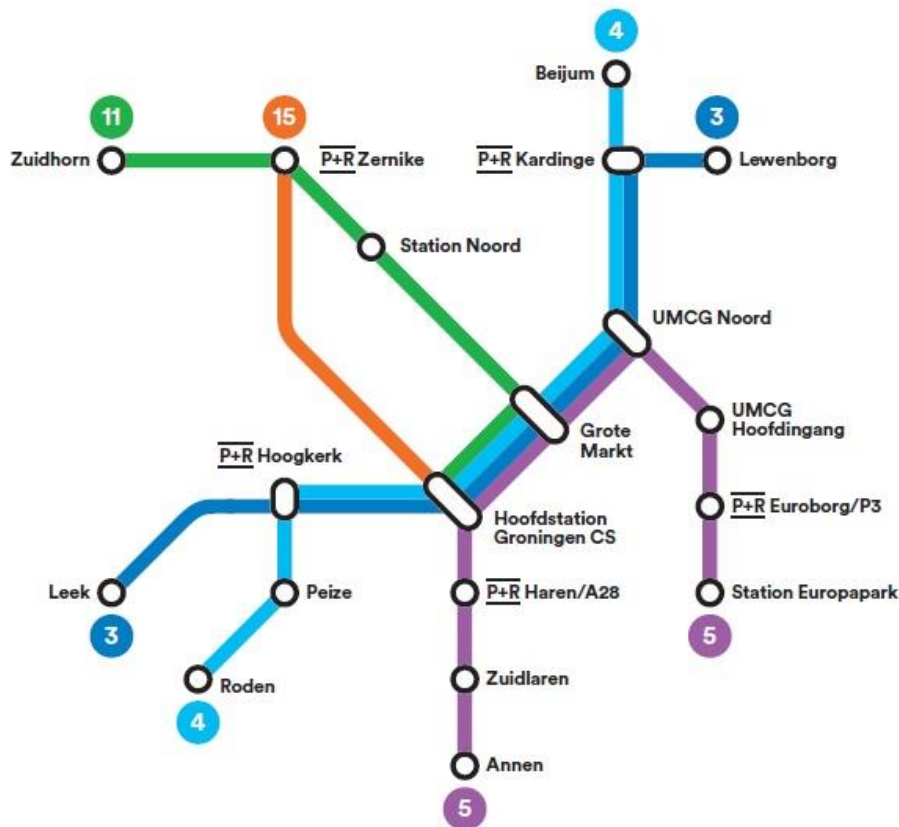 4
Beijum
11
15
3
Zuidhorn
P+R Zernike
P+R Kardinge
Lewenborg
Station Noord
UMCG Noord
UMCG
Hoofdingang
Grote
Markt
P+R Hoogkerk
P+R Euroborg/P3
Hoofdstation
Groningen CS
Leek
Peize
P+R Haren/A28
Station Europapark
3
5
Roden
Zuidlaren
4
Annen
5